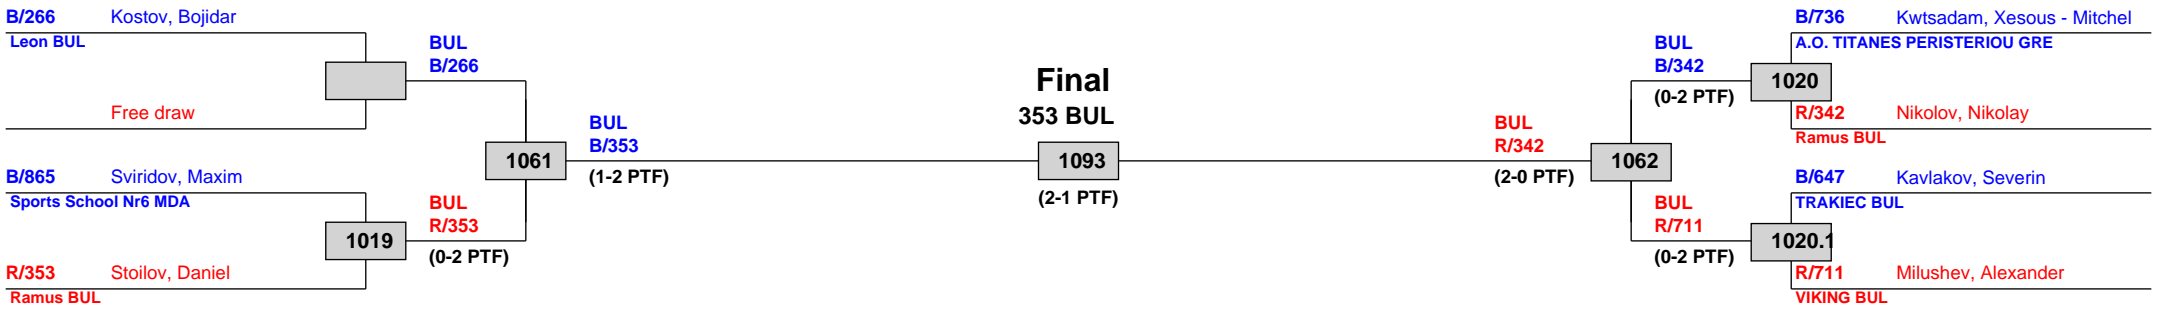 B/266 Kostov, Bojidar
Leon BUL
BUL
B/266
Free draw
B/865 Sviridov, Maxim
Sports School Nr6 MDA
1019
BUL
R/353
(0-2 PTF)
R/353 Stoilov, Daniel
Ramus BUL
1061
BUL
B/353
(1-2 PTF)
Final
353 BUL
1093
(2-1 PTF)
BUL
R/342
(2-0 PTF)
1062
BUL
B/342
(0-2 PTF)
BUL
R/711
(0-2 PTF)
B/736 Kwtsadam, Xesous - Mitchel
A.O. TITANES PERISTERIOU GRE
1020
R/342 Nikolov, Nikolay
Ramus BUL
B/647 Kavlakov, Severin
TRAKIEC BUL
1020.1
R/711 Milushev, Alexander
VIKING BUL